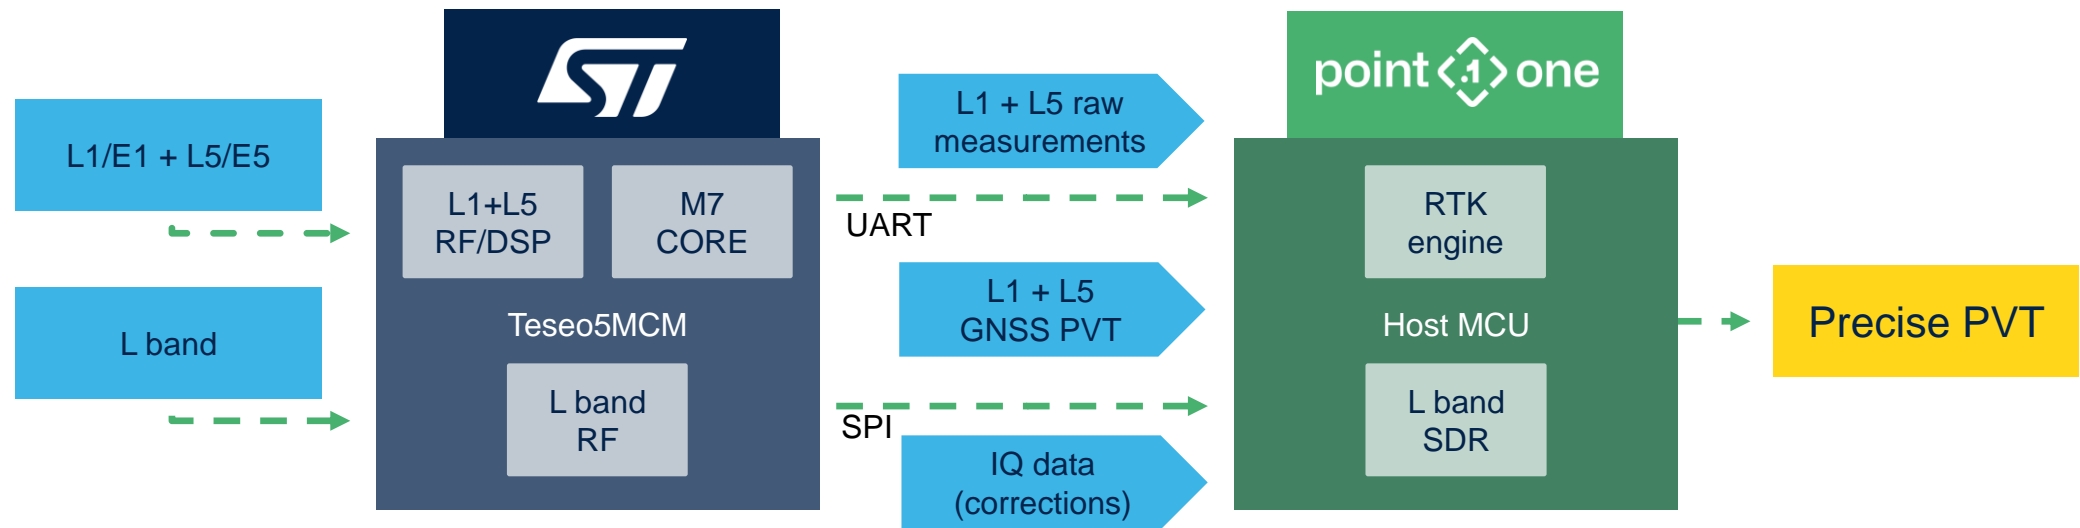 L1/E1 + L5/E5
L band
ST
L1+L5
RF/DSP
M7
CORE
Teseo5MCM
L band
RF
L1 + L5 raw
measurements
UART
L1 + L5
GNSS PVT
SPI
IQ data
(corrections)
point .1 one
RTK
engine
Host MCU
L band
SDR
Precise PVT